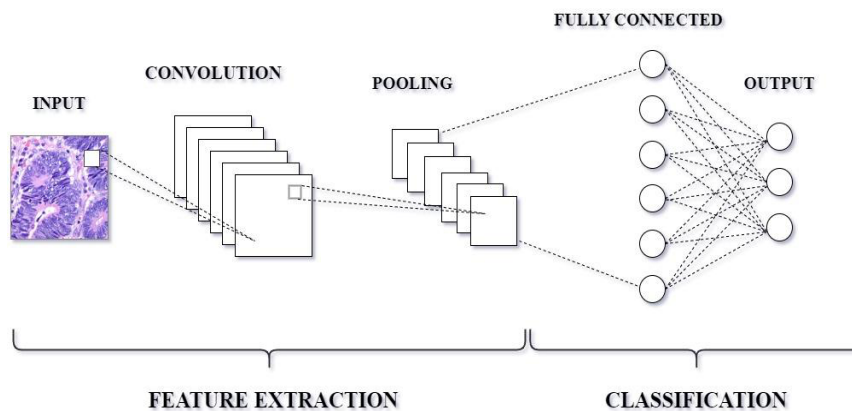 FULLY CONNECTED
CONVOLUTION
POOLING
OUTPUT
INPUT
FEATURE EXTRACTION
CLASSIFICATION